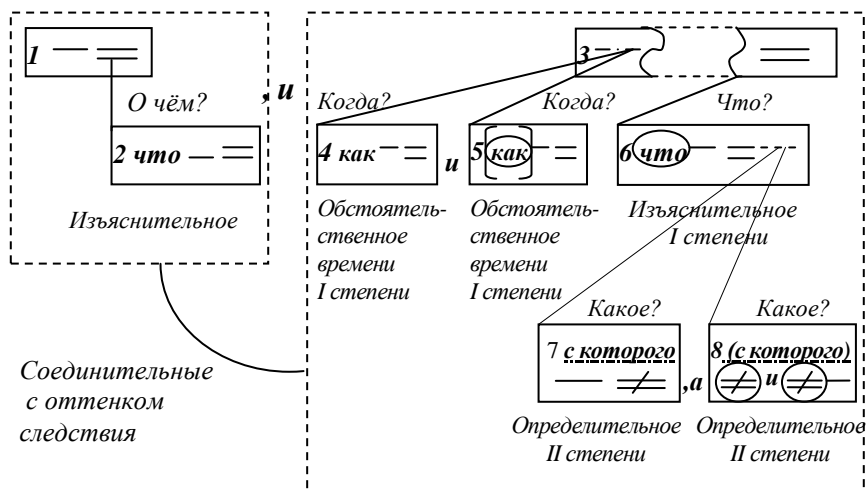 1
3
О чём?
, и
Когда?
Когда?
Что?
2 что
4 как
и
5 как
6 что
Изъяснительное
Обстоятель-
ственное
времени
I степени
Обстоятель-
ственное
времени
I степени
Изъяснительное
I степени
Какое?
Какое?
7 с которого
,а
8 (с которого)
и
Соединительные
с оттенком
следствия
Определительное
II степени
Определительное
II степени